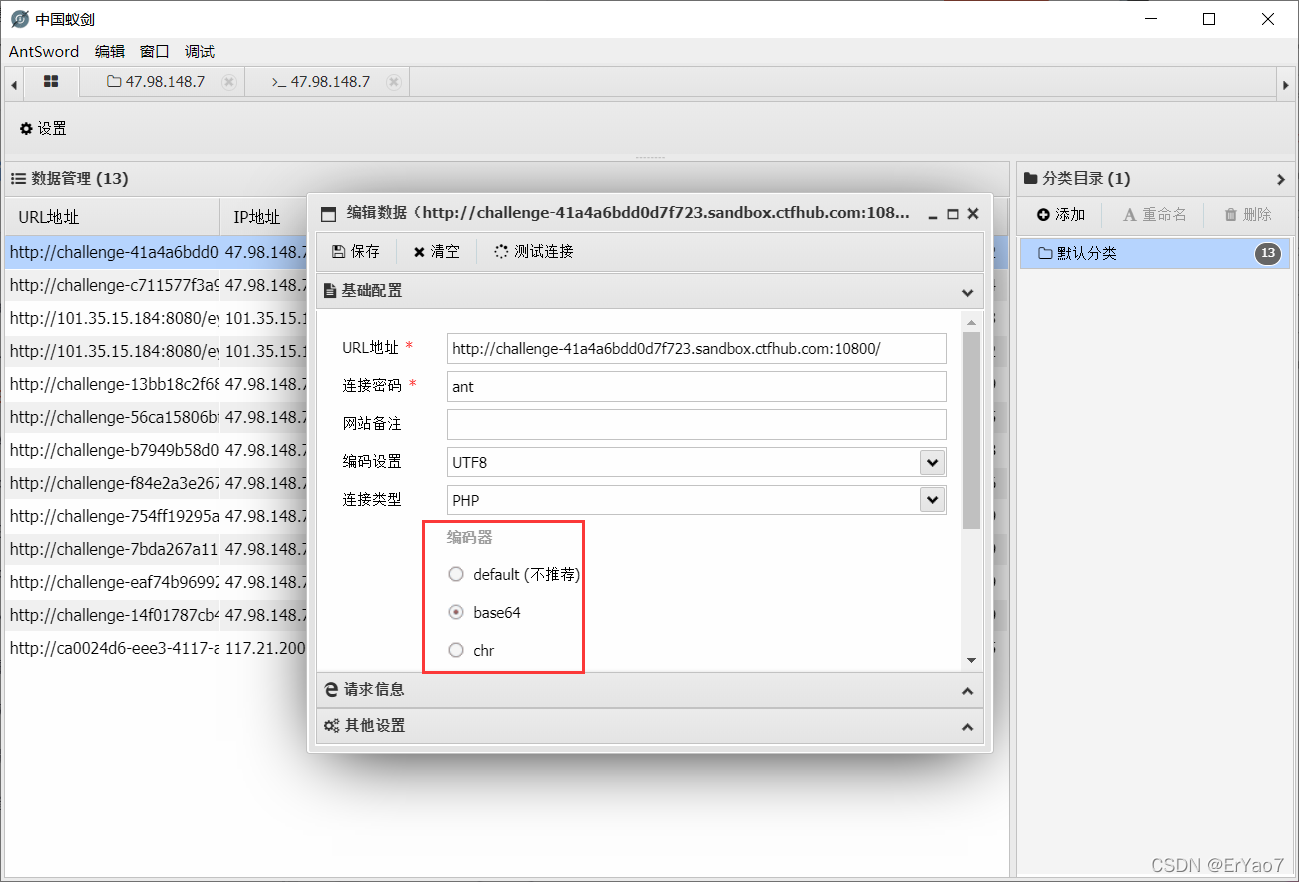 中国蚁剑
AntSword 编辑 窗口 调试
47.98.148.7 >_ 47.98.148.7
设置
数据管理 (13)
URL地址 IP地址
http://challenge-41a4a6bdd0 47.98.148.7
http://challenge-c711577f3a9 47.98.148.7
http://101.35.15.184:8080/ey 101.35.15.1
http://101.35.15.184:8080/ey 101.35.15.1
http://challenge-13bb18c2f68 47.98.148.7
http://challenge-56ca15806bf 47.98.148.7
http://challenge-b7949b58d0 47.98.148.7
http://challenge-f84e2a3e267 47.98.148.7
http://challenge-754ff19295a 47.98.148.7
http://challenge-7bda267a11 47.98.148.7
http://challenge-eaf74b96992 47.98.148.7
http://challenge-14f01787cb4 47.98.148.7
http://ca0024d6-eee3-4117-a 117.21.200
编辑数据（http://challenge-41a4a6bdd0d7f723.sandbox.ctfhub.com:108...
保存 清空 测试连接
基础配置
URL地址 * http://challenge-41a4a6bdd0d7f723.sandbox.ctfhub.com:10800/
连接密码 * ant
网站备注
编码设置 UTF8
连接类型 PHP
编码器
default (不推荐)
base64
chr
请求信息
其他设置
分类目录 (1)
添加 重命名 删除
默认分类 13
CSDN @ErYao7